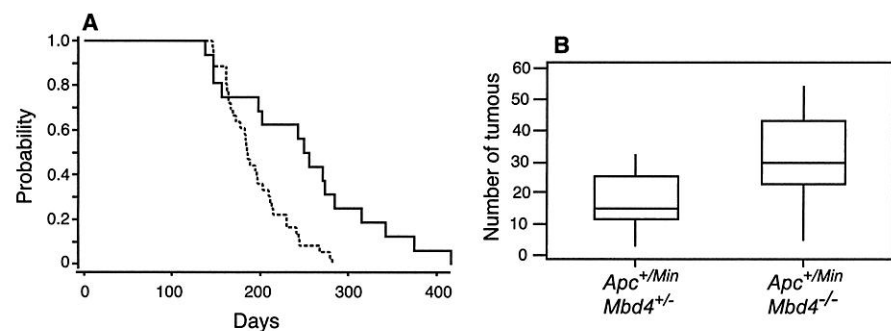 A
Probability
1.0
0.8
0.6
0.4
0.2
0
0 100 200 300 400
Days
B
Number of tumous
60
50
40
30
20
10
0
Apc+/Min Apc+/Min
Mbd4+/- Mbd4-/-